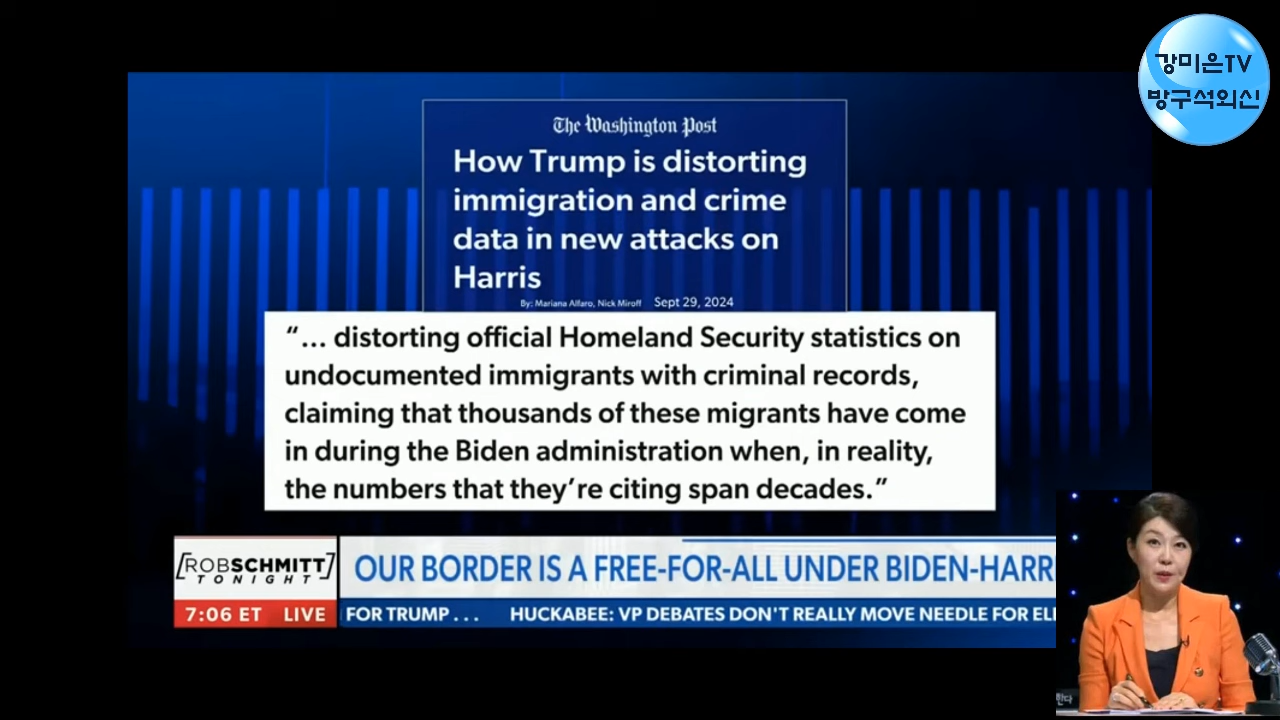 강미은TV
방구석외신
The Washington Post
How Trump is distorting
immigration and crime
data in new attacks on
Harris
By: Mariana Alfaro, Nick Miroff Sept 29, 2024
“... distorting official Homeland Security statistics on
undocumented immigrants with criminal records,
claiming that thousands of these migrants have come
in during the Biden administration when, in reality,
the numbers that they’re citing span decades.”
[ROBSCHMITT]
TONIGHT
OUR BORDER IS A FREE-FOR-ALL UNDER BIDEN-HARR
7:06 ET LIVE
FOR TRUMP... HUCKABEE: VP DEBATES DON'T REALLY MOVE NEEDLE FOR EL